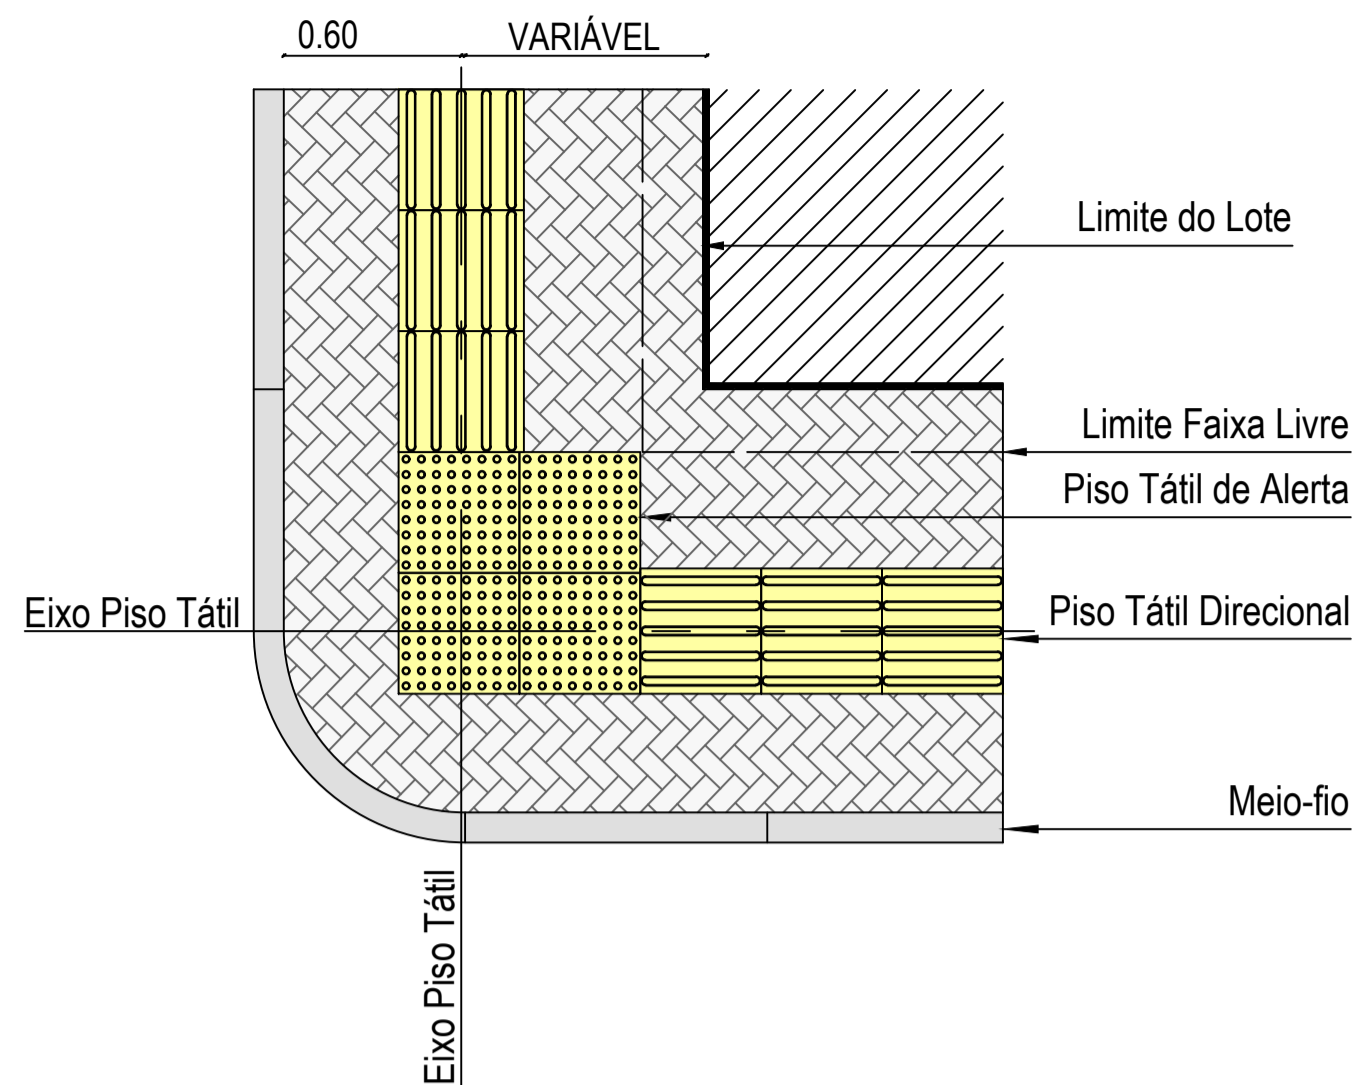 0.60
VARIÁVEL
Limite do Lote
Limite Faixa Livre
Piso Tátil de Alerta
Eixo Piso Tátil
Piso Tátil Direcional
Meio-fio
Eixo Piso Tátil